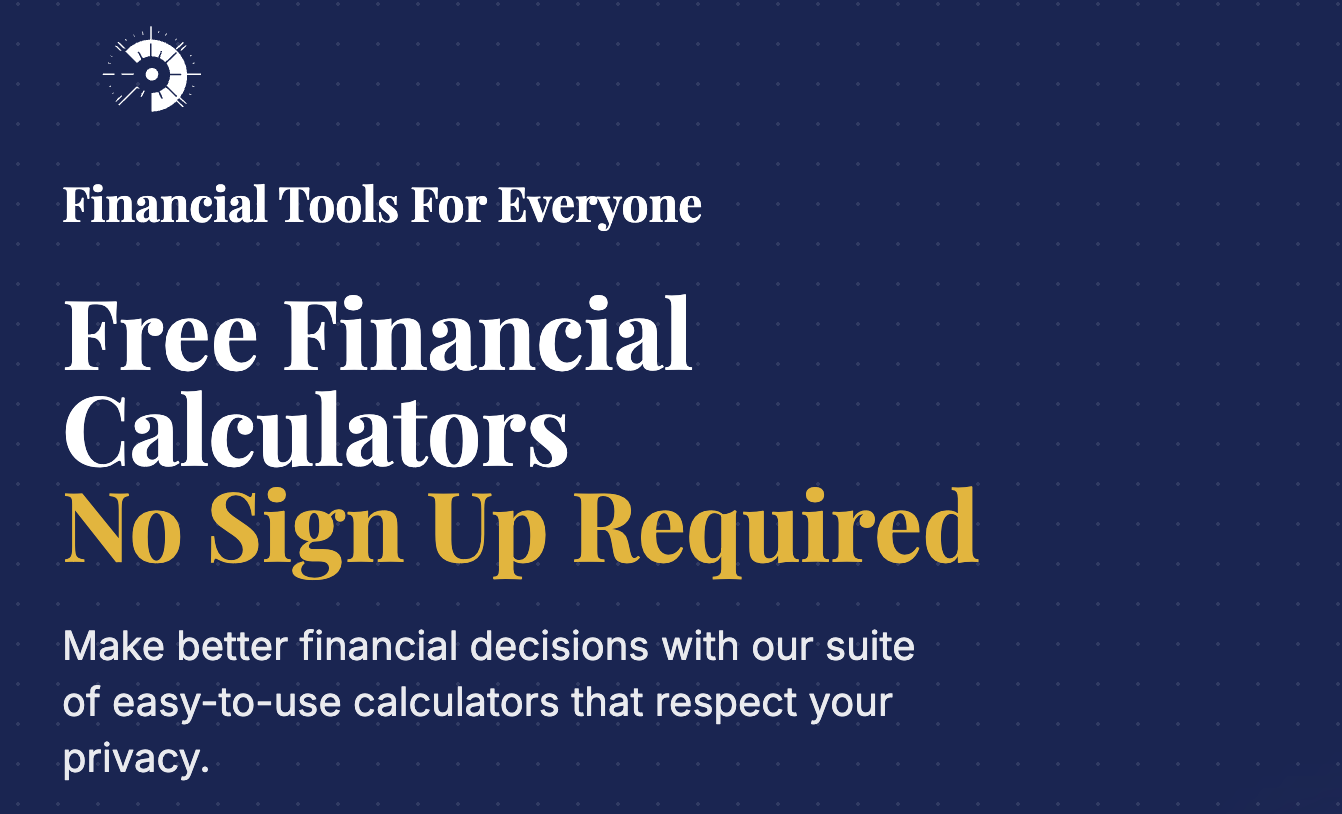 Financial Tools For Everyone
Free Financial
Calculators
No Sign Up Required
Make better financial decisions with our suite
of easy-to-use calculators that respect your
privacy.